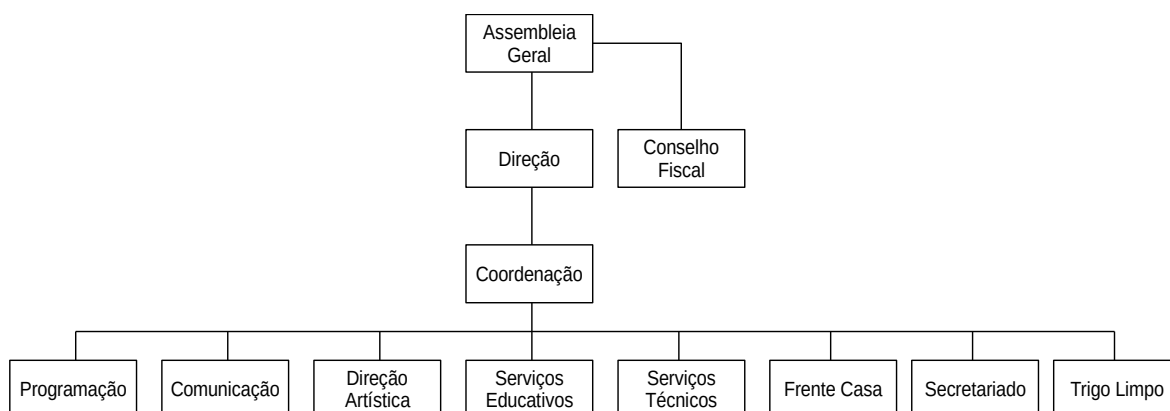 Assembleia
Geral
Direção
Conselho
Fiscal
Coordenação
Programação
Comunicação
Direção
Artística
Serviços
Educativos
Serviços
Técnicos
Frente Casa
Secretariado
Trigo Limpo